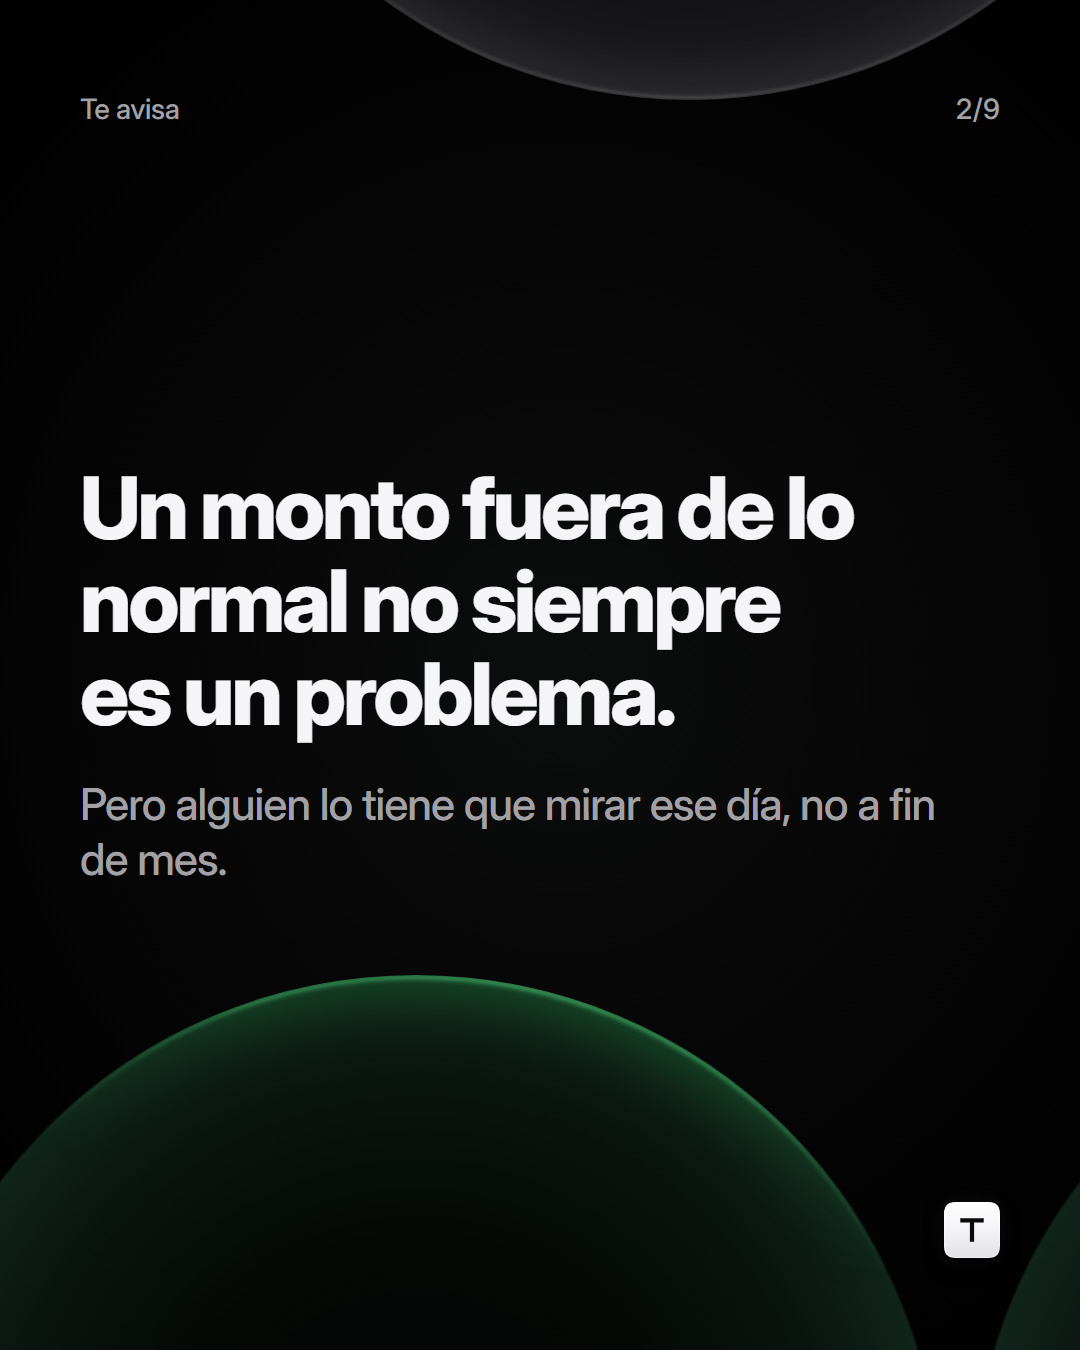 Te avisa
2/9
Un monto fuera de lo
normal no siempre
es un problema.
Pero alguien lo tiene que mirar ese día, no a fin
de mes.
T